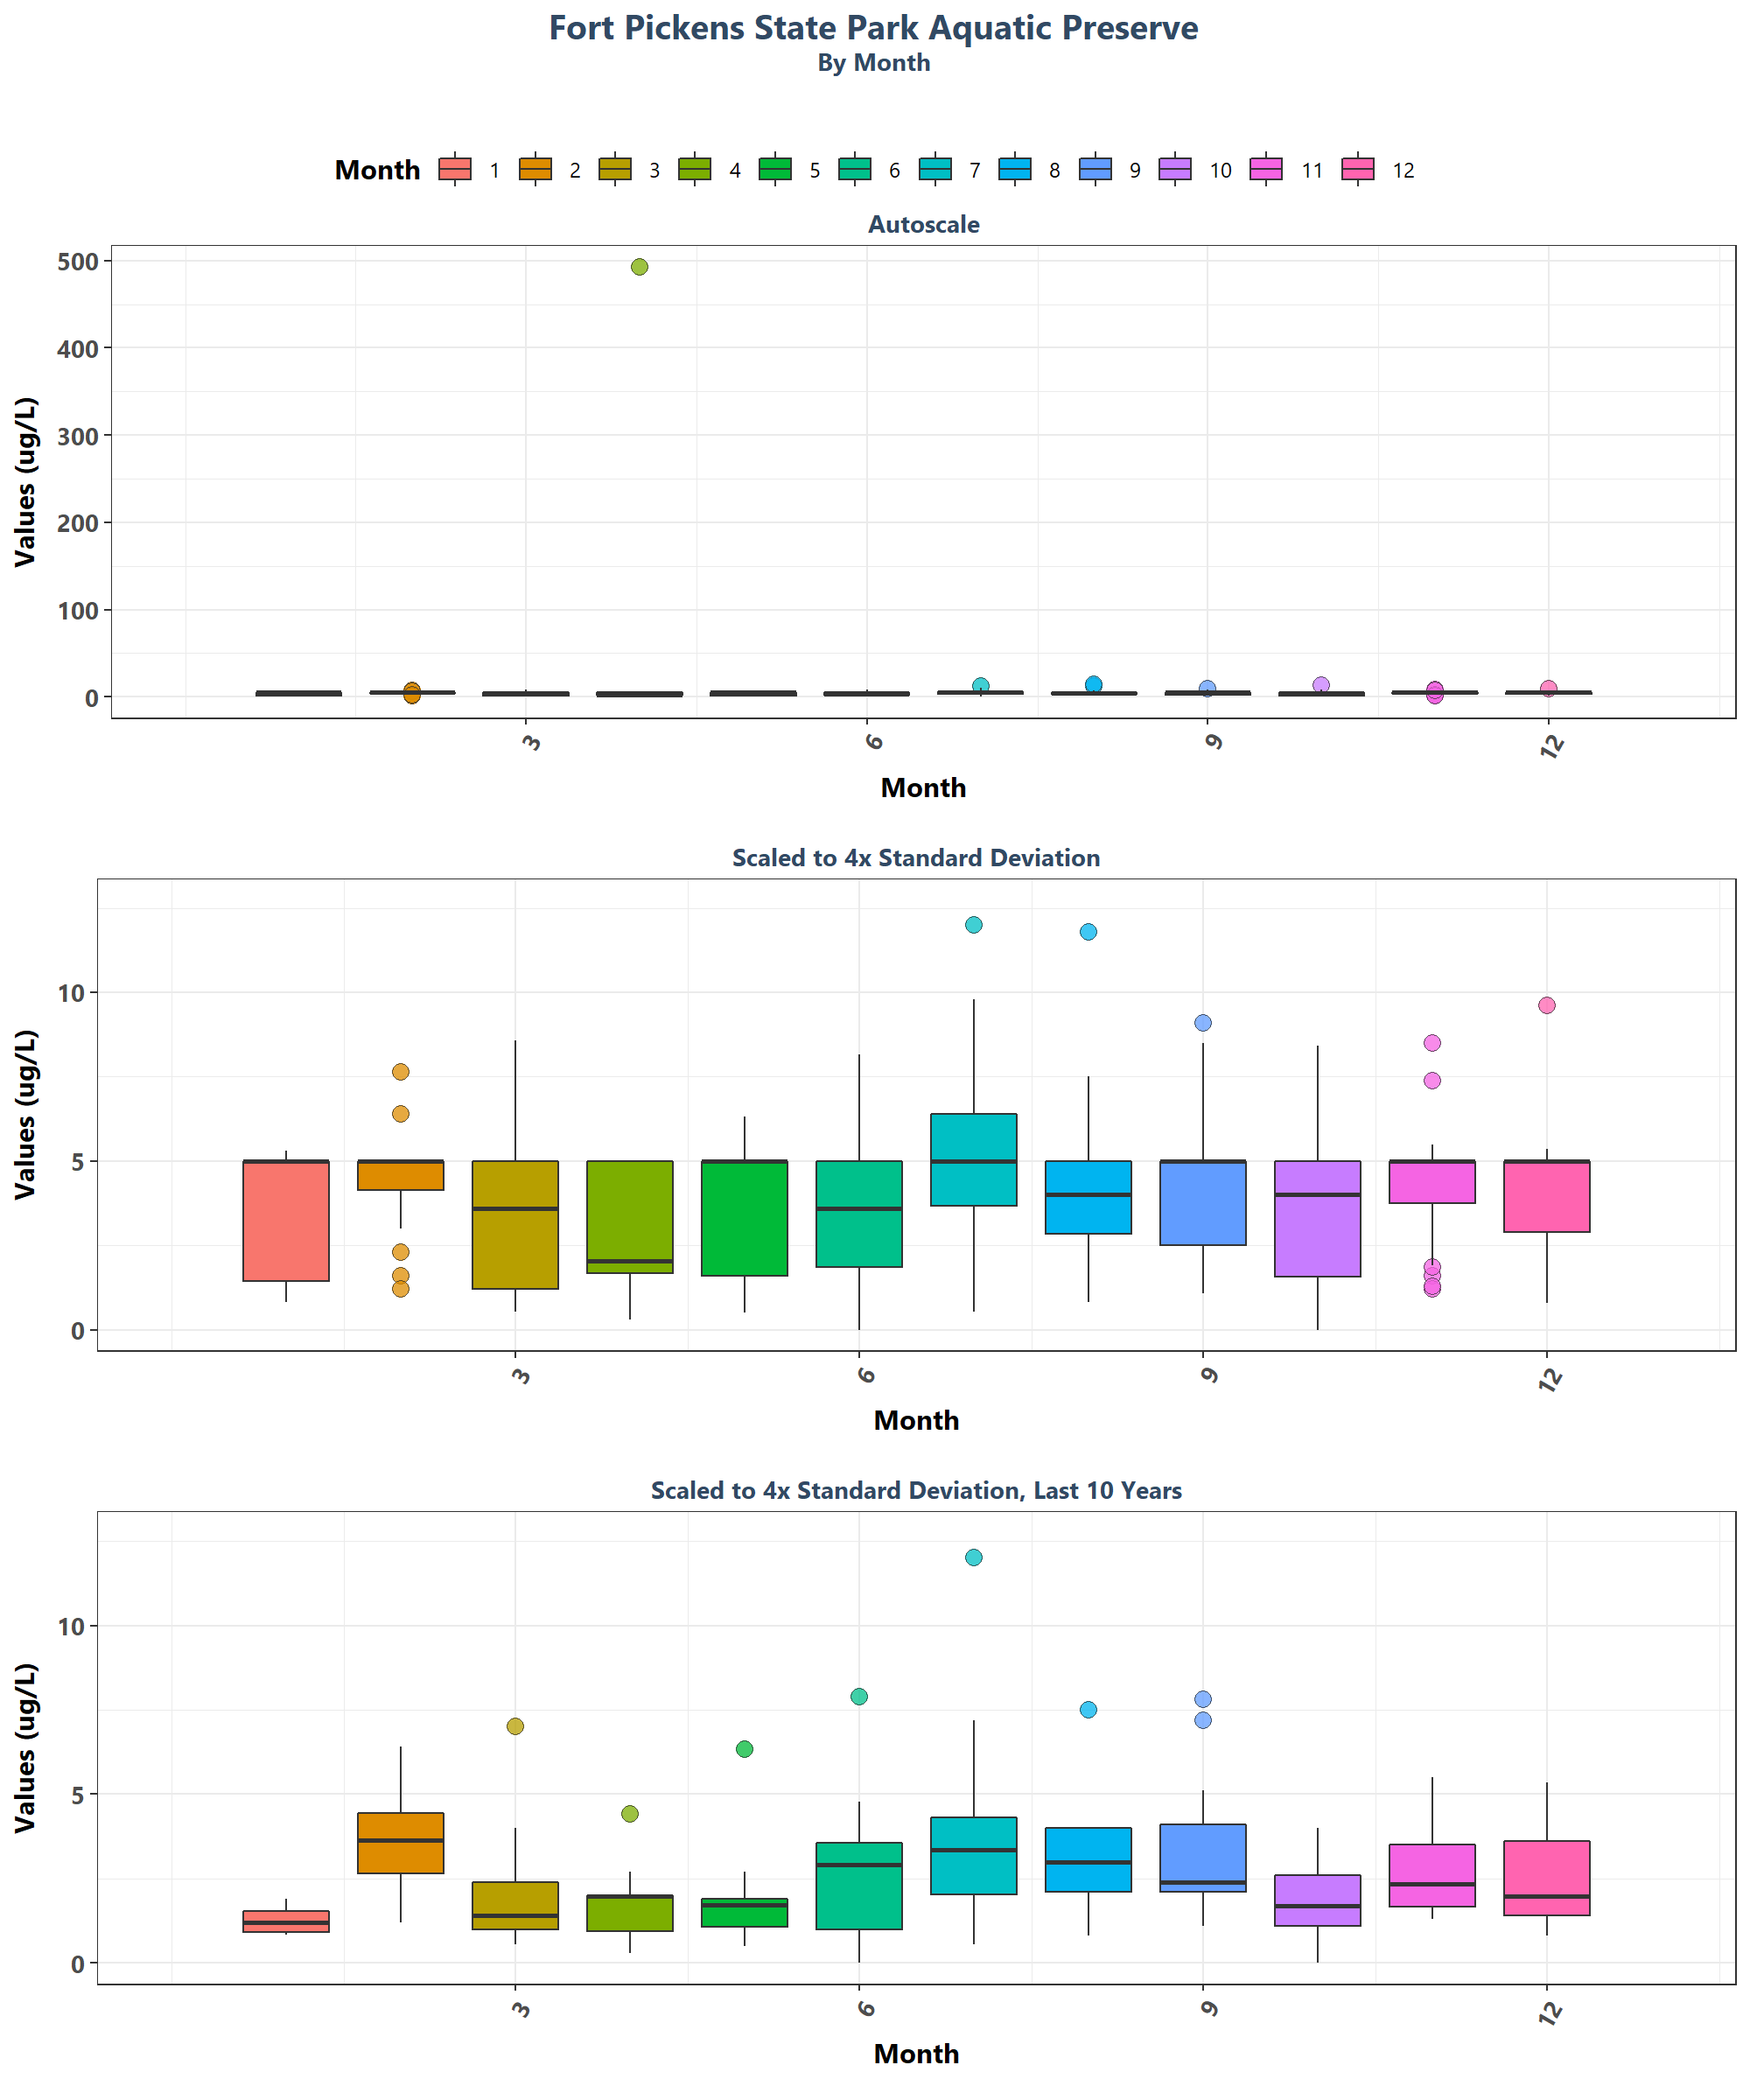 Fort Pickens State Park Aquatic Preserve
By Month
Month 1 2 3 4 5 6 7 8 9 10 11 12
Autoscale
Values (ug/L)
500
400
300
200
100
0
3 6 9 12
Month
Scaled to 4x Standard Deviation
Values (ug/L)
10
5
0
3 6 9 12
Month
Scaled to 4x Standard Deviation, Last 10 Years
Values (ug/L)
10
5
0
3 6 9 12
Month